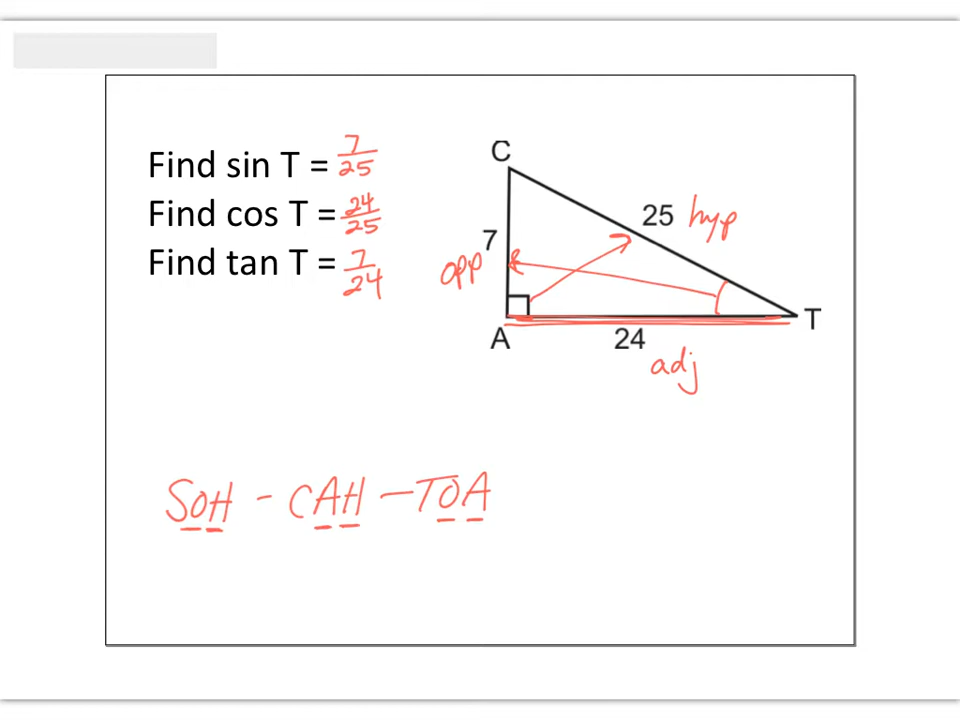 Find sin T = 7/25
Find cos T = 24/25
Find tan T = 7/24
C
25 hyp
7
opp
A
24
T
adj
SOH - CAH - TOA